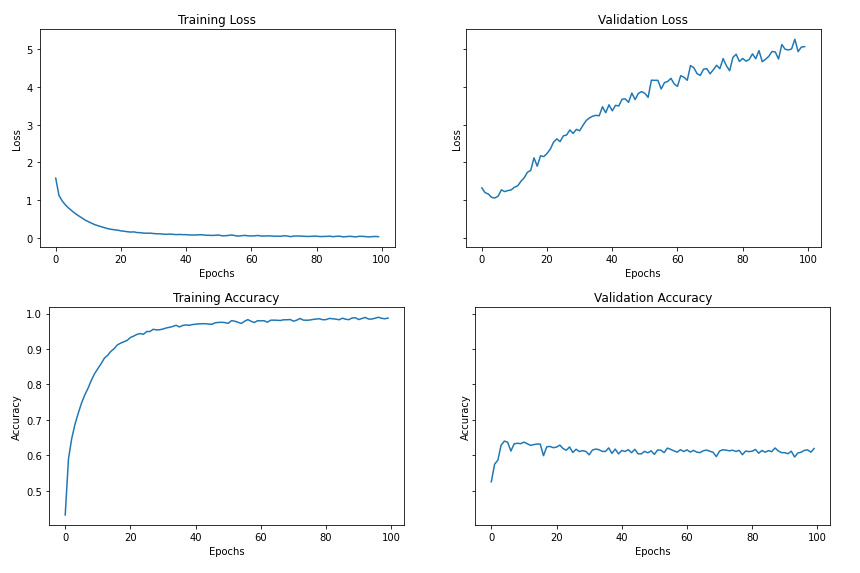 Training Loss
Validation Loss
5
4
3
2
1
0
Loss
Loss
0 20 40 60 80 100
0 20 40 60 80 100
Epochs
Epochs
Training Accuracy
Validation Accuracy
1.0
0.9
0.8
0.7
0.6
0.5
Accuracy
Accuracy
0 20 40 60 80 100
0 20 40 60 80 100
Epochs
Epochs